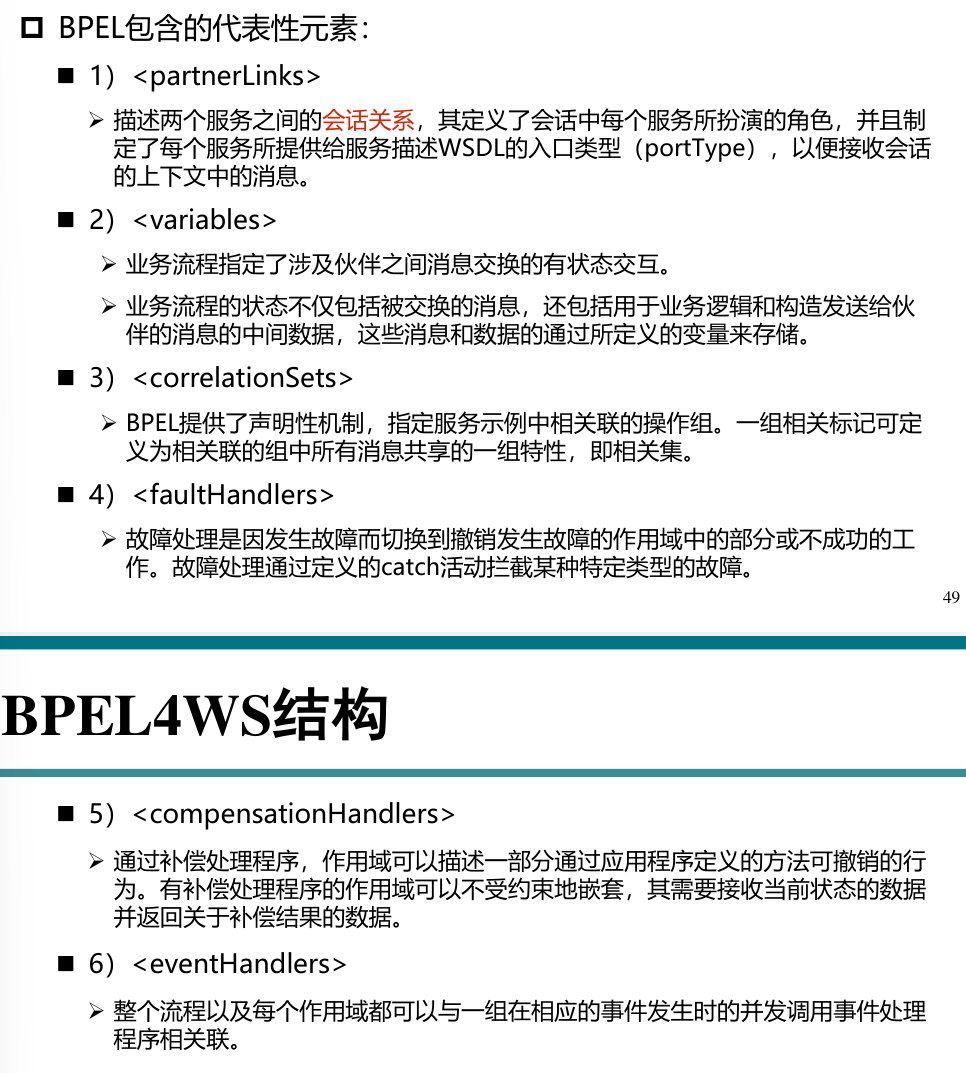 BPEL包含的代表性元素：
1）<partnerLinks>
描述两个服务之间的会话关系，其定义了会话中每个服务所扮演的角色，并且制
定了每个服务所提供给服务描述WSDL的入口类型（portType），以便接收会话
的上下文中的消息。
2）<variables>
业务流程指定了涉及伙伴之间消息交换的有状态交互。
业务流程的状态不仅包括被交换的消息，还包括用于业务逻辑和构造发送给伙
伴的消息的中间数据，这些消息和数据的通过所定义的变量来存储。
3）<correlationSets>
BPEL提供了声明性机制，指定服务示例中相关联的操作组。一组相关标记可定
义为相关联的组中所有消息共享的一组特性，即相关集。
4）<faultHandlers>
故障处理是因发生故障而切换到撤销发生故障的作用域中的部分或不成功的工
作。故障处理通过定义的catch活动拦截某种特定类型的故障。
49
BPEL4WS结构
5）<compensationHandlers>
通过补偿处理程序，作用域可以描述一部分通过应用程序定义的方法可撤销的行
为。有补偿处理程序的作用域可以不受约束地嵌套，其需要接收当前状态的数据
并返回关于补偿结果的数据。
6）<eventHandlers>
整个流程以及每个作用域都可以与一组在相应的事件发生时的并发调用事件处理
程序相关联。